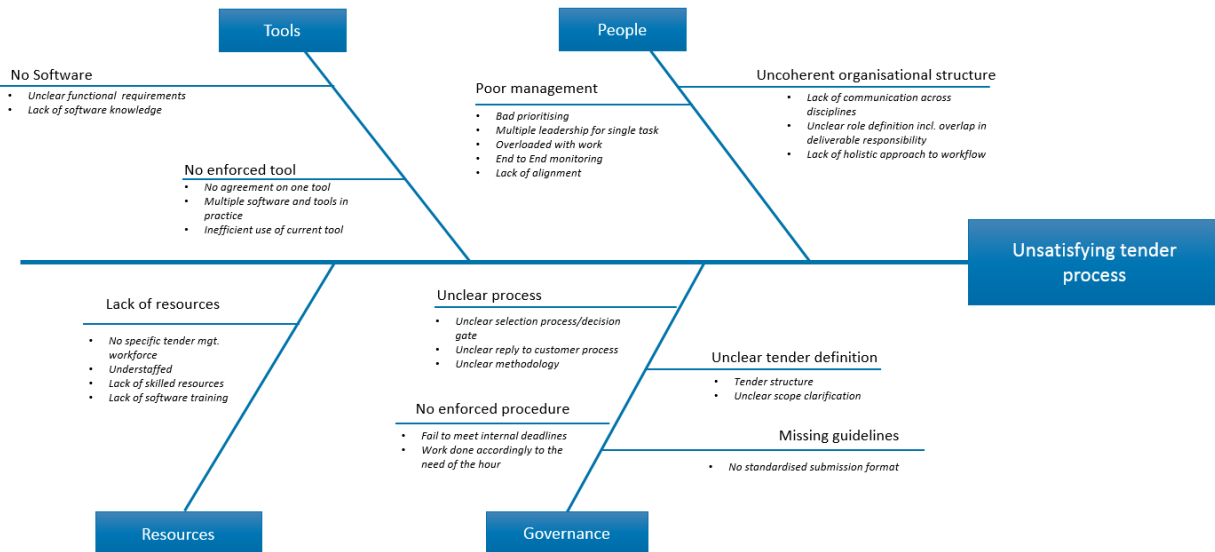 Tools
No Software
• Unclear functional requirements
• Lack of software knowledge
No enforced tool
• No agreement on one tool
• Multiple software and tools in
practice
• Inefficient use of current tool
People
Poor management
• Bad prioritising
• Multiple leadership for single task
• Overloaded with work
• End to End monitoring
• Lack of alignment
Uncoherent organisational structure
• Lack of communication across
disciplines
• Unclear role definition incl. overlap in
deliverable responsibility
• Lack of holistic approach to workflow
Unsatisfying tender
process
Lack of resources
• No specific tender mgt.
workforce
• Understaffed
• Lack of skilled resources
• Lack of software training
Resources
Unclear process
• Unclear selection process/decision
gate
• Unclear reply to customer process
• Unclear methodology
No enforced procedure
• Fail to meet internal deadlines
• Work done accordingly to the
need of the hour
Unclear tender definition
• Tender structure
• Unclear scope clarification
Missing guidelines
• No standardised submission format
Governance